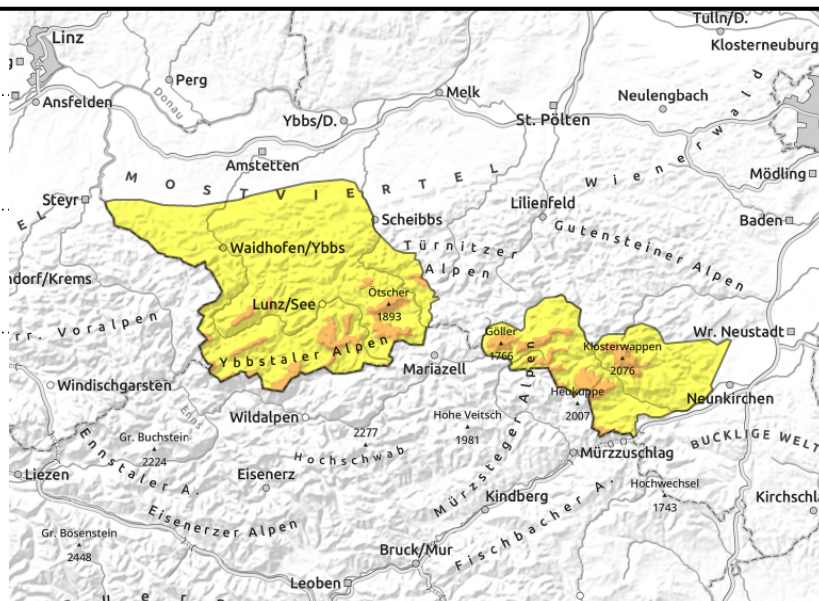 Tulln/D.
Linz
Klosterneuburg
Perg
Melk
Neulengbach
Ansfelden
Donau
Ybbs/D.
St. Pölten
Wienerwald
Amstetten
Mödling
MOSTVIERTEL
Steyr
Lilienfeld
Scheibbs
Baden
Waidhofen/Ybbs
Türnitzer
Alpen
Gutensteiner Alpen
ndorf/Krems
Ötscher
1893
Lunz/See
rr. Voralpen
Göller
1766
Klosterwappen
2076
Wr. Neustadt
Ybbstaler Alpen
Mariazell
Windischgarsten
Heukuppe
2007
Neunkirchen
Enns
Wildalpen
Hohe Veitsch
1981
2277
Hochschwab
Gr. Buchstein
2224
Ennstaler A.
Mürzsteger Alpen
BUCKLIGE WELT
Mürzzuschlag
Liezen
Eisenerz
Hochwechsel
1743
Kindberg
Kirchschla
Eisenerzer Alpen
Fischbacher A.
Gr. Bösenstein
2448
Bruck/Mur
Leoben